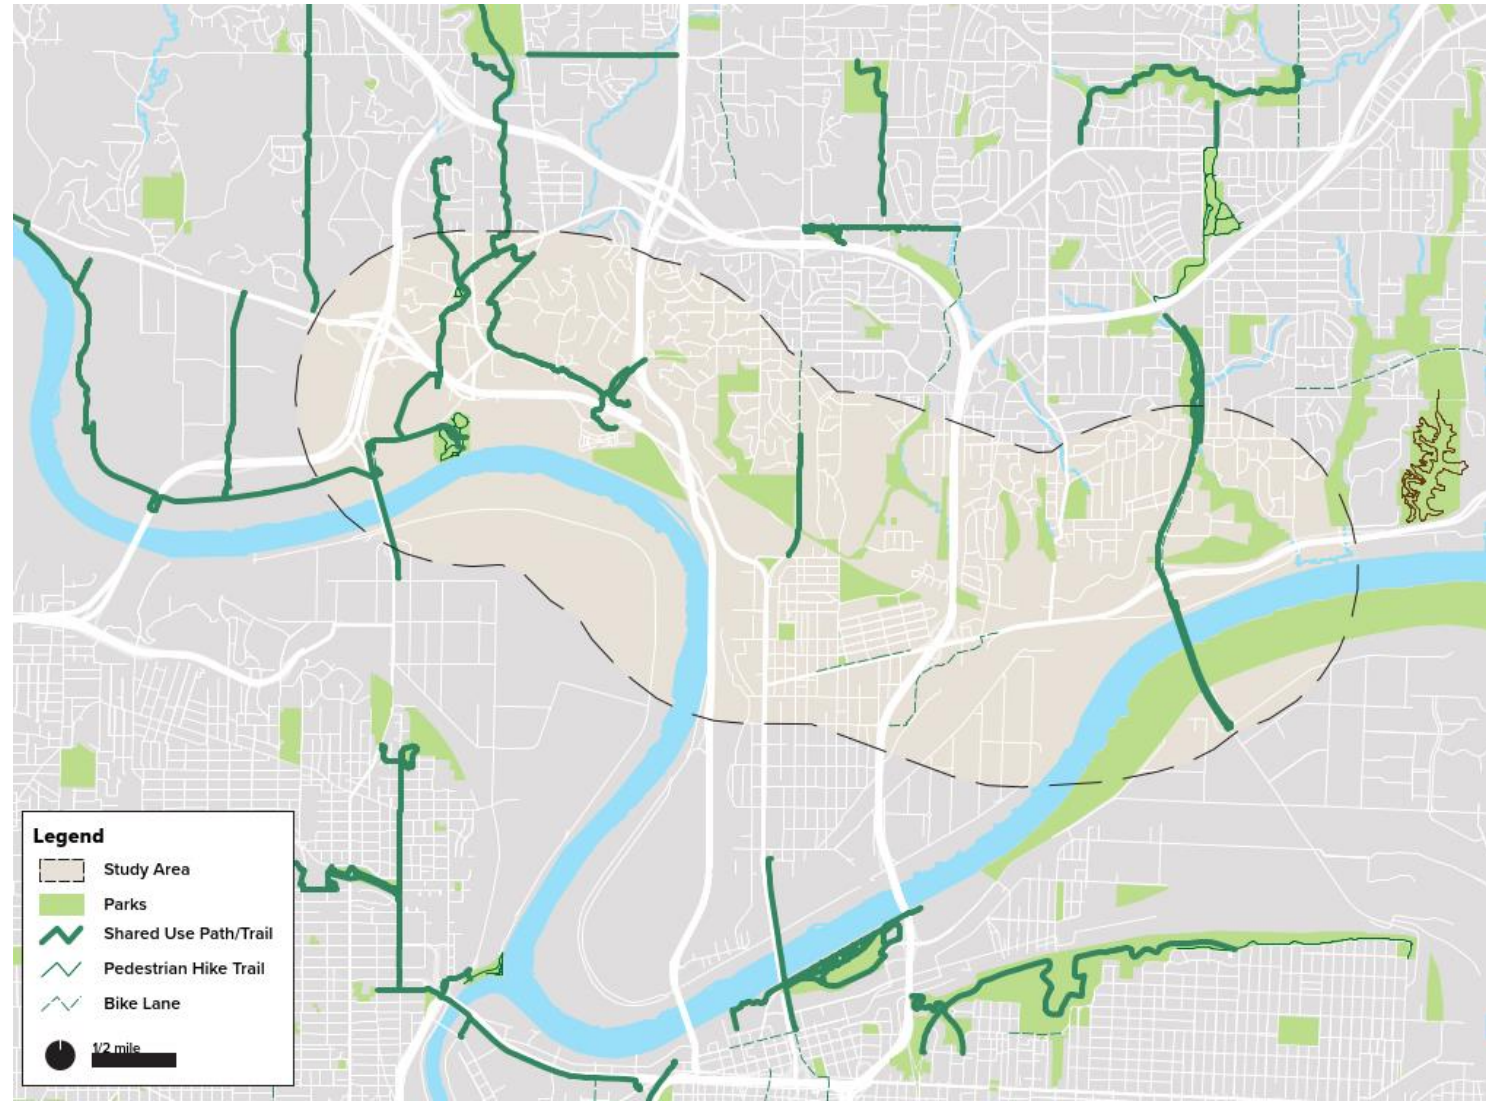 Legend
Study Area
Parks
Shared Use Path/Trail
Pedestrian Hike Trail
Bike Lane
1/2 mile